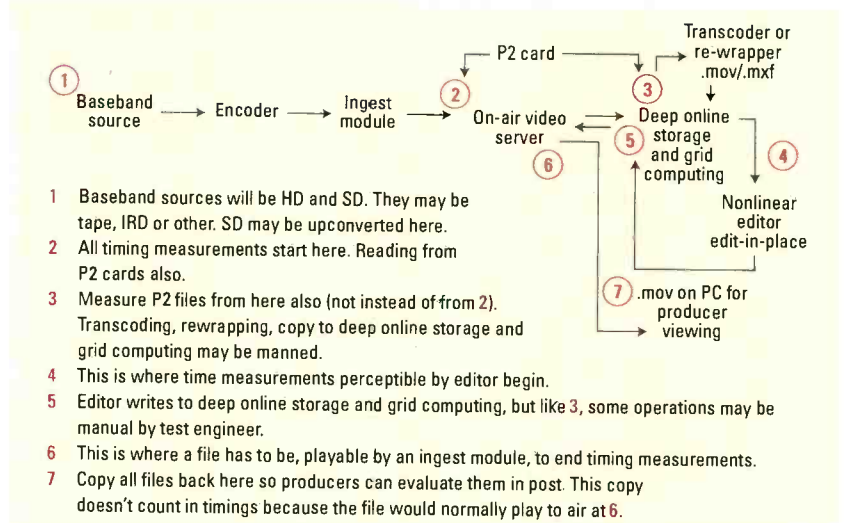 Transcoder or
re-wrapper
.mov/.mxf
P2 card
1
Baseband
source
Encoder
Ingest
module
2
On-air video
server
3
Deep online
storage
and grid
computing
5
4
6
Nonlinear
editor
edit-in-place
7 .mov on PC for
producer
viewing
1 Baseband sources will be HD and SD. They may be
tape, IRD or other. SD may be upconverted here.
2 All timing measurements start here. Reading from
P2 cards also.
3 Measure P2 files from here also (not instead of from 2).
Transcoding, rewrapping, copy to deep online storage and
grid computing may be manned.
4 This is where time measurements perceptible by editor begin.
5 Editor writes to deep online storage and grid computing, but like 3, some operations may be
manual by test engineer.
6 This is where a file has to be, playable by an ingest module, to end timing measurements.
7 Copy all files back here so producers can evaluate them in post. This copy
doesn't count in timings because the file would normally play to air at 6.